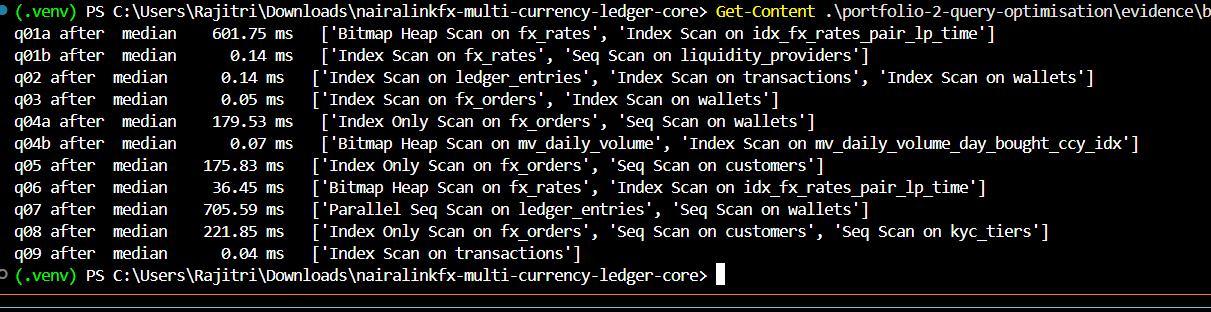 (.venv) PS C:\Users\Rajitri\Downloads\nairalinkfx-multi-currency-ledger-core> Get-Content .\portfolio-2-query-optimisation\evidence\b
q01a after  median    601.75 ms   ['Bitmap Heap Scan on fx_rates', 'Index Scan on idx_fx_rates_pair_lp_time']
q01b after  median      0.14 ms   ['Index Scan on fx_rates', 'Seq Scan on liquidity_providers']
q02 after  median      0.14 ms   ['Index Scan on ledger_entries', 'Index Scan on transactions', 'Index Scan on wallets']
q03 after  median      0.05 ms   ['Index Scan on fx_orders', 'Index Scan on wallets']
q04a after  median    179.53 ms   ['Index Only Scan on fx_orders', 'Seq Scan on wallets']
q04b after  median      0.07 ms   ['Bitmap Heap Scan on mv_daily_volume', 'Index Scan on mv_daily_volume_day_bought_ccy_idx']
q05 after  median    175.83 ms   ['Index Only Scan on fx_orders', 'Seq Scan on customers']
q06 after  median     36.45 ms   ['Bitmap Heap Scan on fx_rates', 'Index Scan on idx_fx_rates_pair_lp_time']
q07 after  median    705.59 ms   ['Parallel Seq Scan on ledger_entries', 'Seq Scan on wallets']
q08 after  median    221.85 ms   ['Index Only Scan on fx_orders', 'Seq Scan on customers', 'Seq Scan on kyc_tiers']
q09 after  median      0.04 ms   ['Index Scan on transactions']
(.venv) PS C:\Users\Rajitri\Downloads\nairalinkfx-multi-currency-ledger-core>